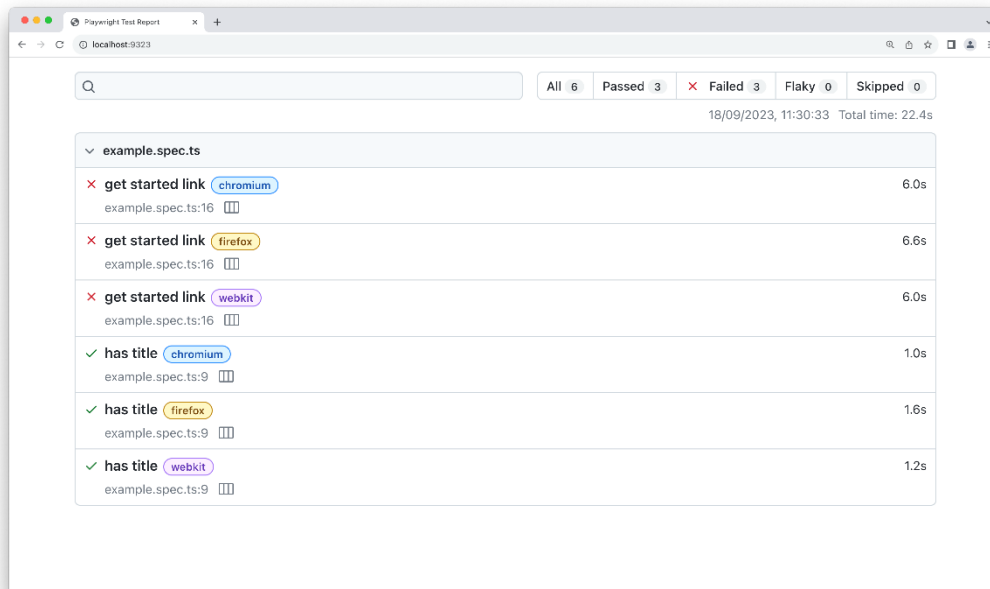 Playwright Test Report
localhost:9323
All 6 Passed 3 Failed 3 Flaky 0 Skipped 0
18/09/2023, 11:30:33 Total time: 22.4s
example.spec.ts
get started link chromium 6.0s
example.spec.ts:16
get started link firefox 6.6s
example.spec.ts:16
get started link webkit 6.0s
example.spec.ts:16
has title chromium 1.0s
example.spec.ts:9
has title firefox 1.6s
example.spec.ts:9
has title webkit 1.2s
example.spec.ts:9